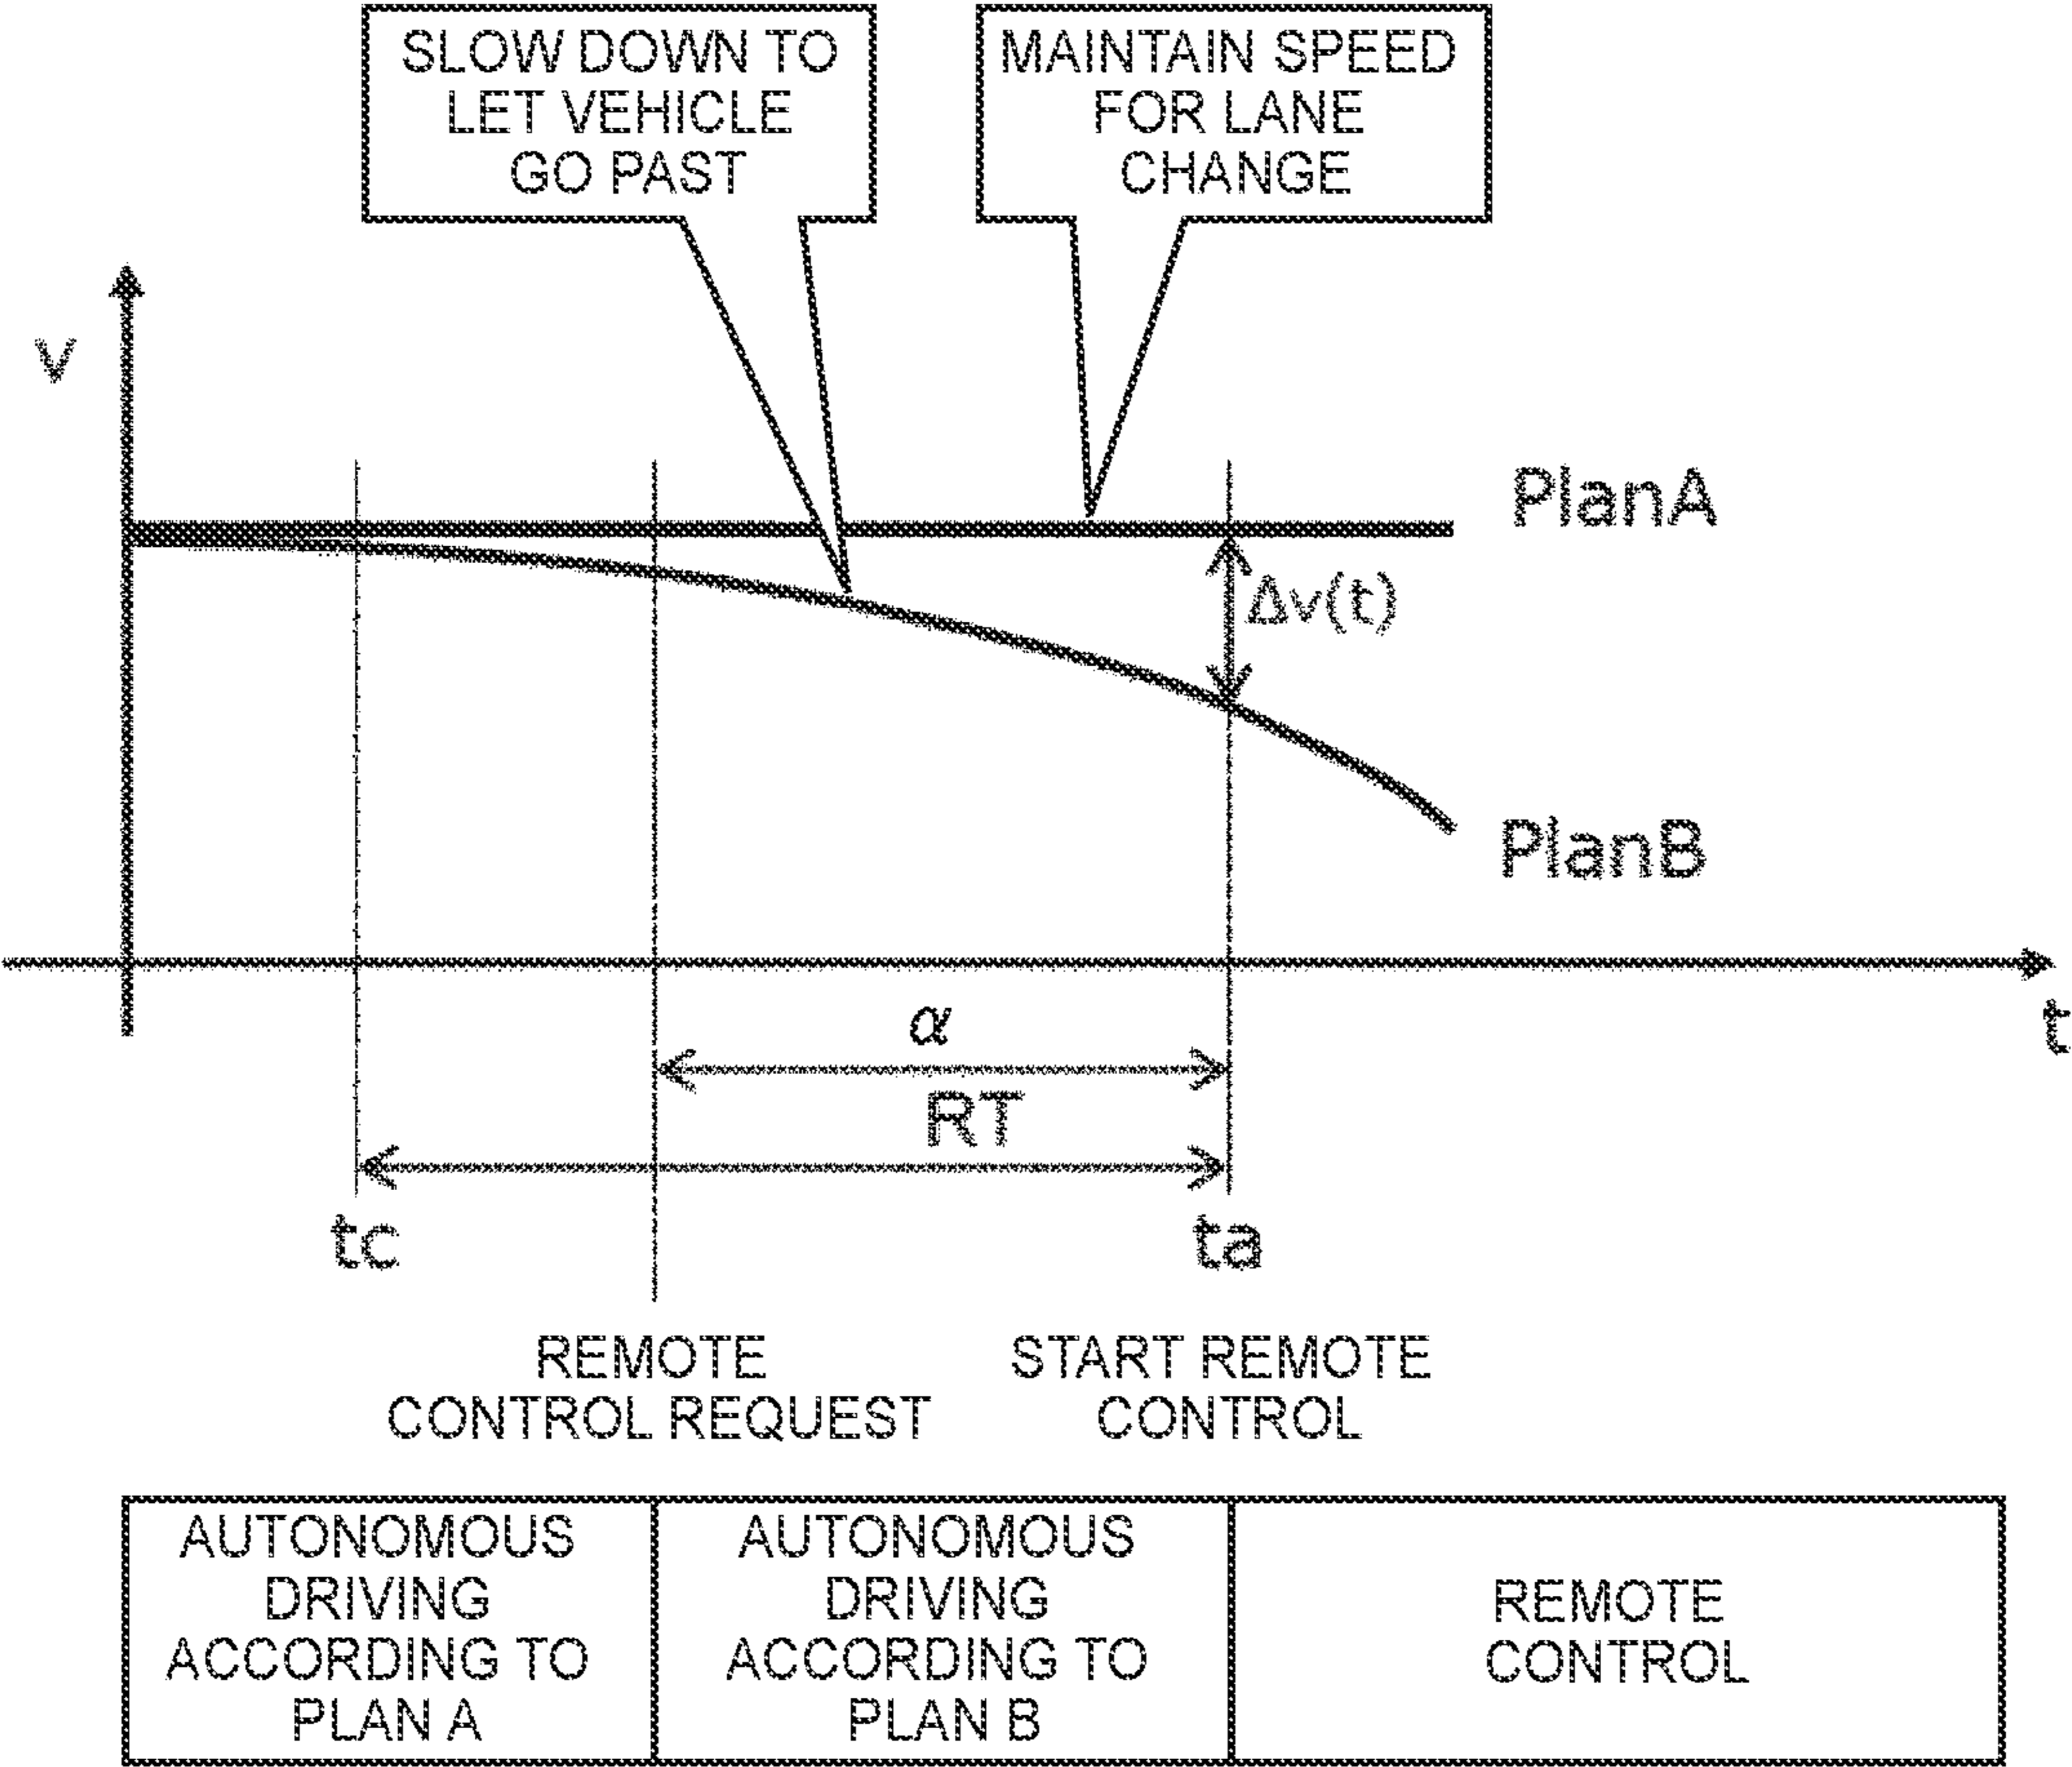 SLOW DOWN TO
LET VEHICLE
GO PAST
MAINTAIN SPEED
FOR LANE
CHANGE
v
PlanA
Δv(t)
PlanB
t
α
RT
tc
ta
REMOTE
CONTROL REQUEST
START REMOTE
CONTROL
AUTONOMOUS
DRIVING
ACCORDING TO
PLAN A
AUTONOMOUS
DRIVING
ACCORDING TO
PLAN B
REMOTE
CONTROL